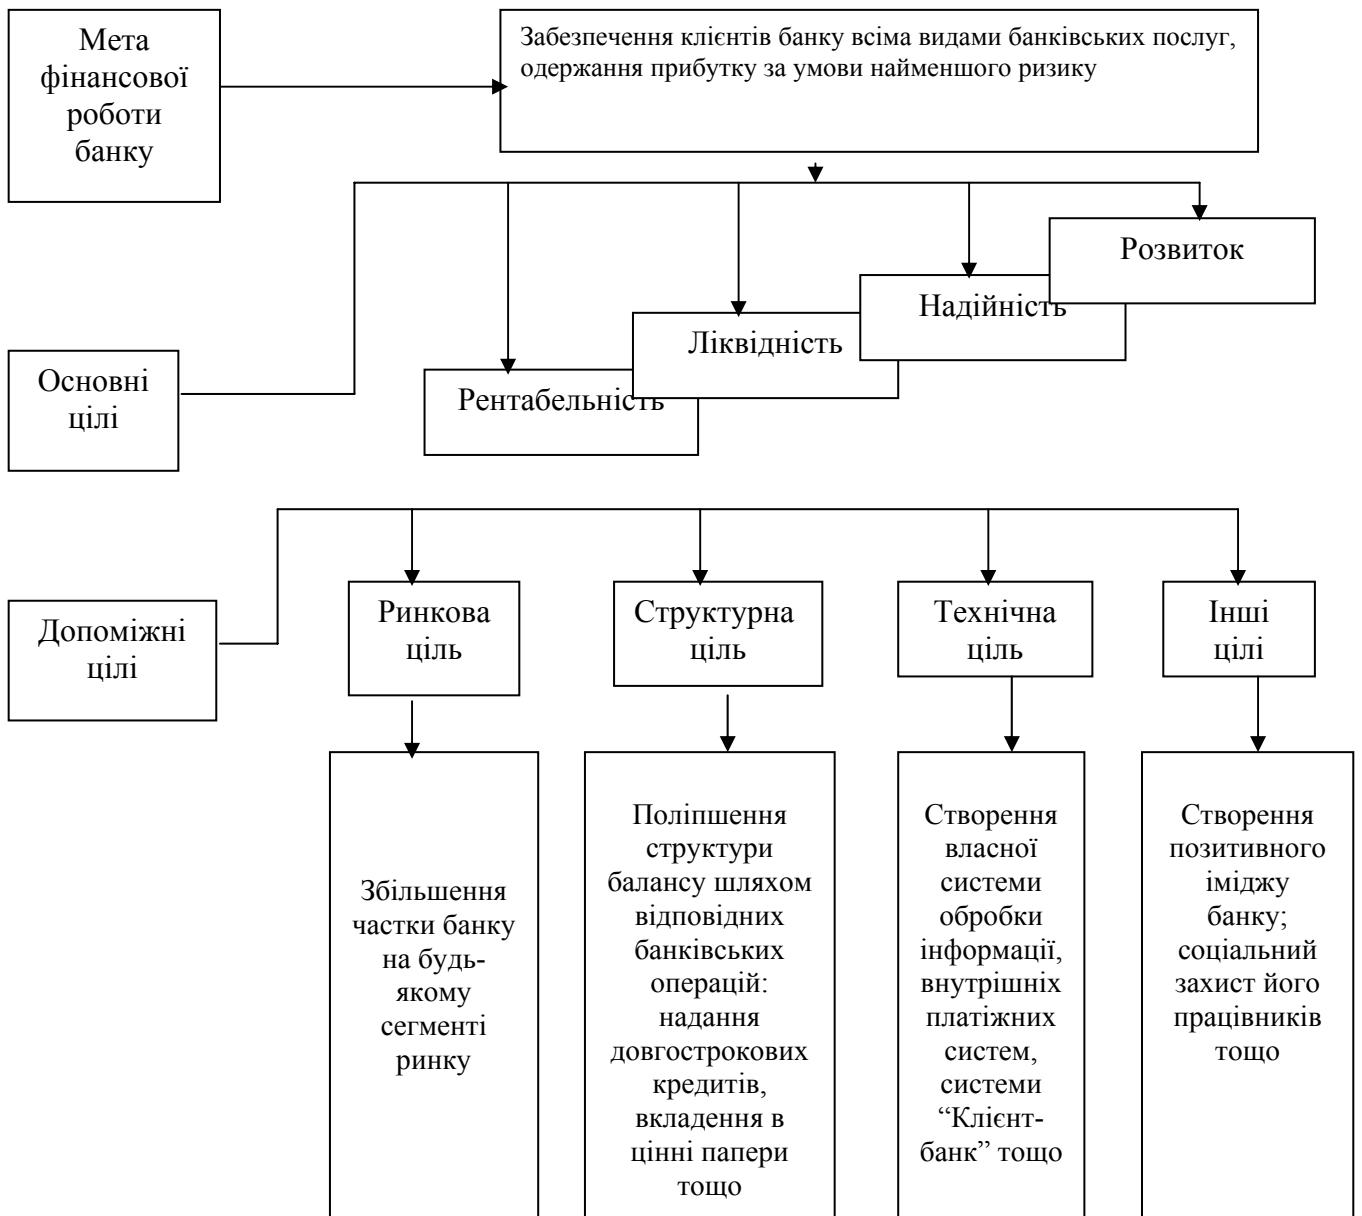 Мета
фінансової
роботи
банку
Забезпечення клієнтів банку всіма видами банківських послуг,
одержання прибутку за умови найменшого ризику
Розвиток
Надійність
Ліквідність
Рентабельність
Основні
цілі
Допоміжні
цілі
Ринкова
ціль
Структурна
ціль
Технічна
ціль
Інші
цілі
Збільшення
частки банку
на будь-
якому
сегменті
ринку
Поліпшення
структури
балансу шляхом
відповідних
банківських
операцій:
надання
довгострокових
кредитів,
вкладення в
цінні папери
тощо
Створення
власної
системи
обробки
інформації,
внутрішніх
платіжних
систем,
системи
“Клієнт-
банк” тощо
Створення
позитивного
іміджу
банку;
соціальний
захист його
працівників
тощо